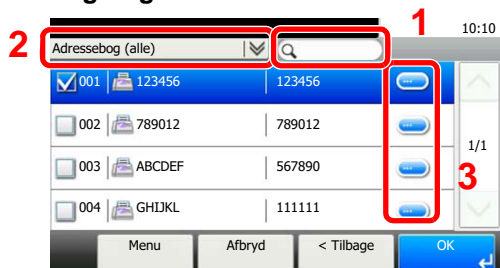 1
10:10
2
Adressebog (alle)
001 123456 123456
002 789012 789012
1/1
003 ABCDEF 567890
3
004 GHIJKL 111111
Menu Afbryd < Tilbage OK